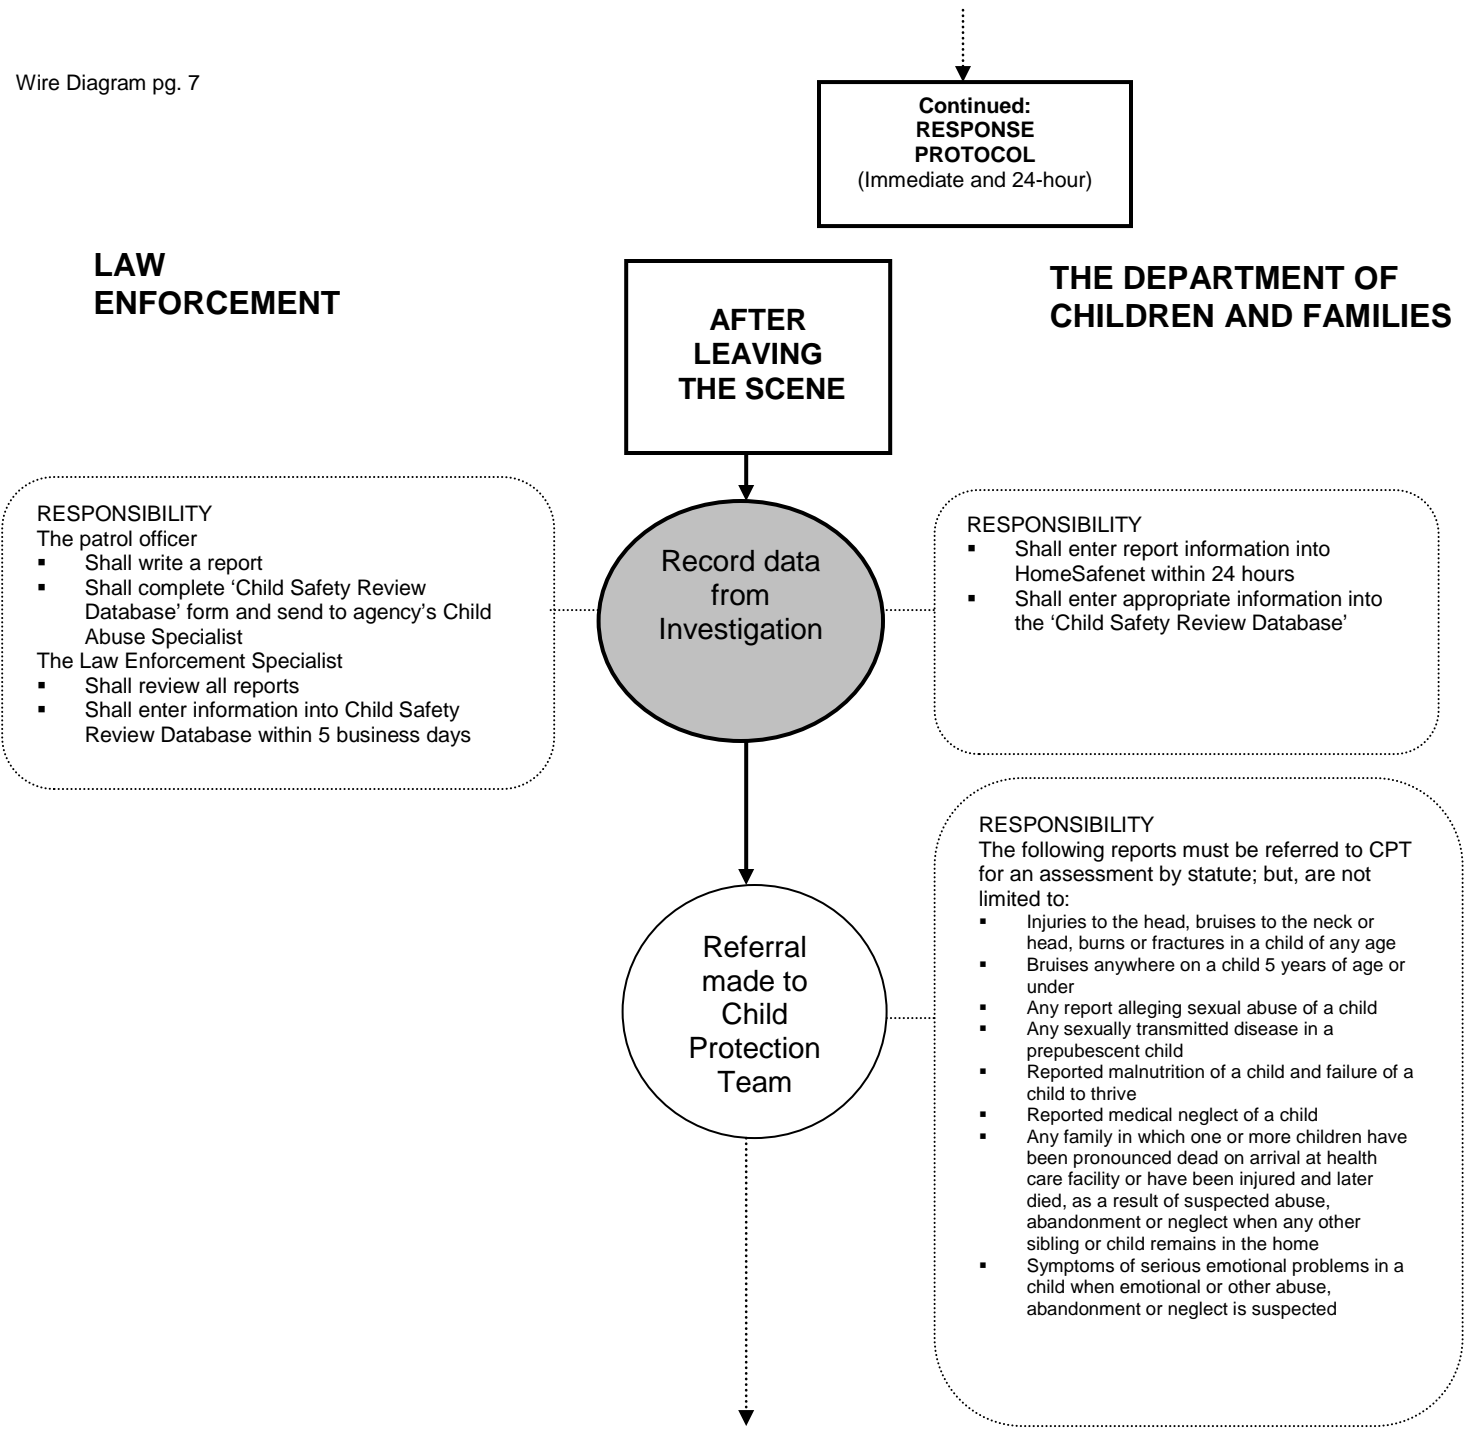 Wire Diagram pg. 7
Continued:
RESPONSE
PROTOCOL
(Immediate and 24-hour)
LAW
ENFORCEMENT
AFTER
LEAVING
THE SCENE
THE DEPARTMENT OF
CHILDREN AND FAMILIES
RESPONSIBILITY
The patrol officer
▪ Shall write a report
▪ Shall complete ‘Child Safety Review
Database’ form and send to agency’s Child
Abuse Specialist
The Law Enforcement Specialist
▪ Shall review all reports
▪ Shall enter information into Child Safety
Review Database within 5 business days
Record data
from
Investigation
RESPONSIBILITY
▪ Shall enter report information into
HomeSafenet within 24 hours
▪ Shall enter appropriate information into
the ‘Child Safety Review Database’
Referral
made to
Child
Protection
Team
RESPONSIBILITY
The following reports must be referred to CPT
for an assessment by statute; but, are not
limited to:
▪ Injuries to the head, bruises to the neck or
head, burns or fractures in a child of any age
▪ Bruises anywhere on a child 5 years of age or
under
▪ Any report alleging sexual abuse of a child
▪ Any sexually transmitted disease in a
prepubescent child
▪ Reported malnutrition of a child and failure of a
child to thrive
▪ Reported medical neglect of a child
▪ Any family in which one or more children have
been pronounced dead on arrival at health
care facility or have been injured and later
died, as a result of suspected abuse,
abandonment or neglect when any other
sibling or child remains in the home
▪ Symptoms of serious emotional problems in a
child when emotional or other abuse,
abandonment or neglect is suspected